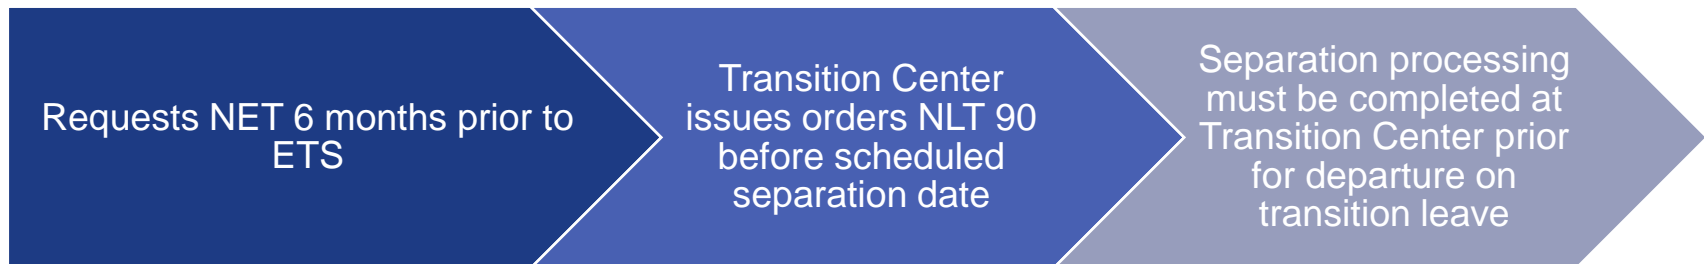 Requests NET 6 months prior to
ETS
Transition Center
issues orders NLT 90
before scheduled
separation date
Separation processing
must be completed at
Transition Center prior
for departure on
transition leave